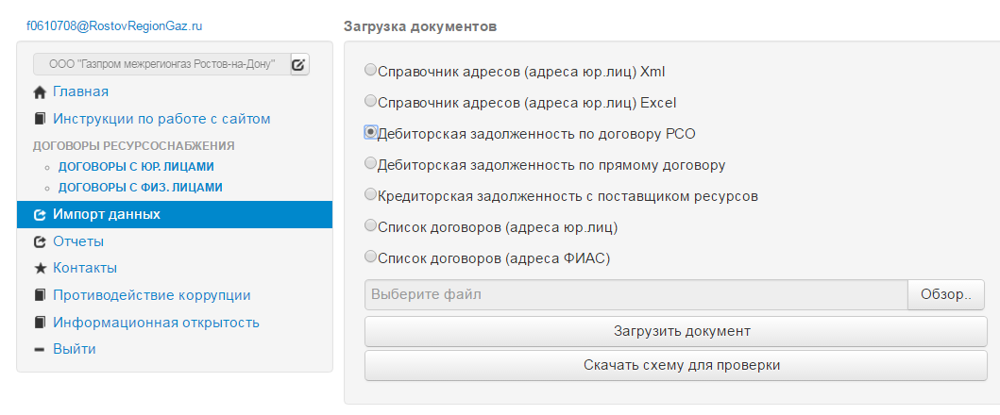 f0610708@RostovRegionGaz.ru
ООО "Газпром межрегионгаз Ростов-на-Дону"
Главная
Инструкции по работе с сайтом
ДОГОВОРЫ РЕСУРСОСНАБЖЕНИЯ
ДОГОВОРЫ С ЮР. ЛИЦАМИ
ДОГОВОРЫ С ФИЗ. ЛИЦАМИ
Импорт данных
Отчеты
Контакты
Противодействие коррупции
Информационная открытость
Выйти
Загрузка документов
Справочник адресов (адреса юр.лиц) Xml
Справочник адресов (адреса юр.лиц) Excel
Дебиторская задолженность по договору РСО
Дебиторская задолженность по прямому договору
Кредиторская задолженность с поставщиком ресурсов
Список договоров (адреса юр.лиц)
Список договоров (адреса ФИАС)
Выберите файл
Обзор..
Загрузить документ
Скачать схему для проверки